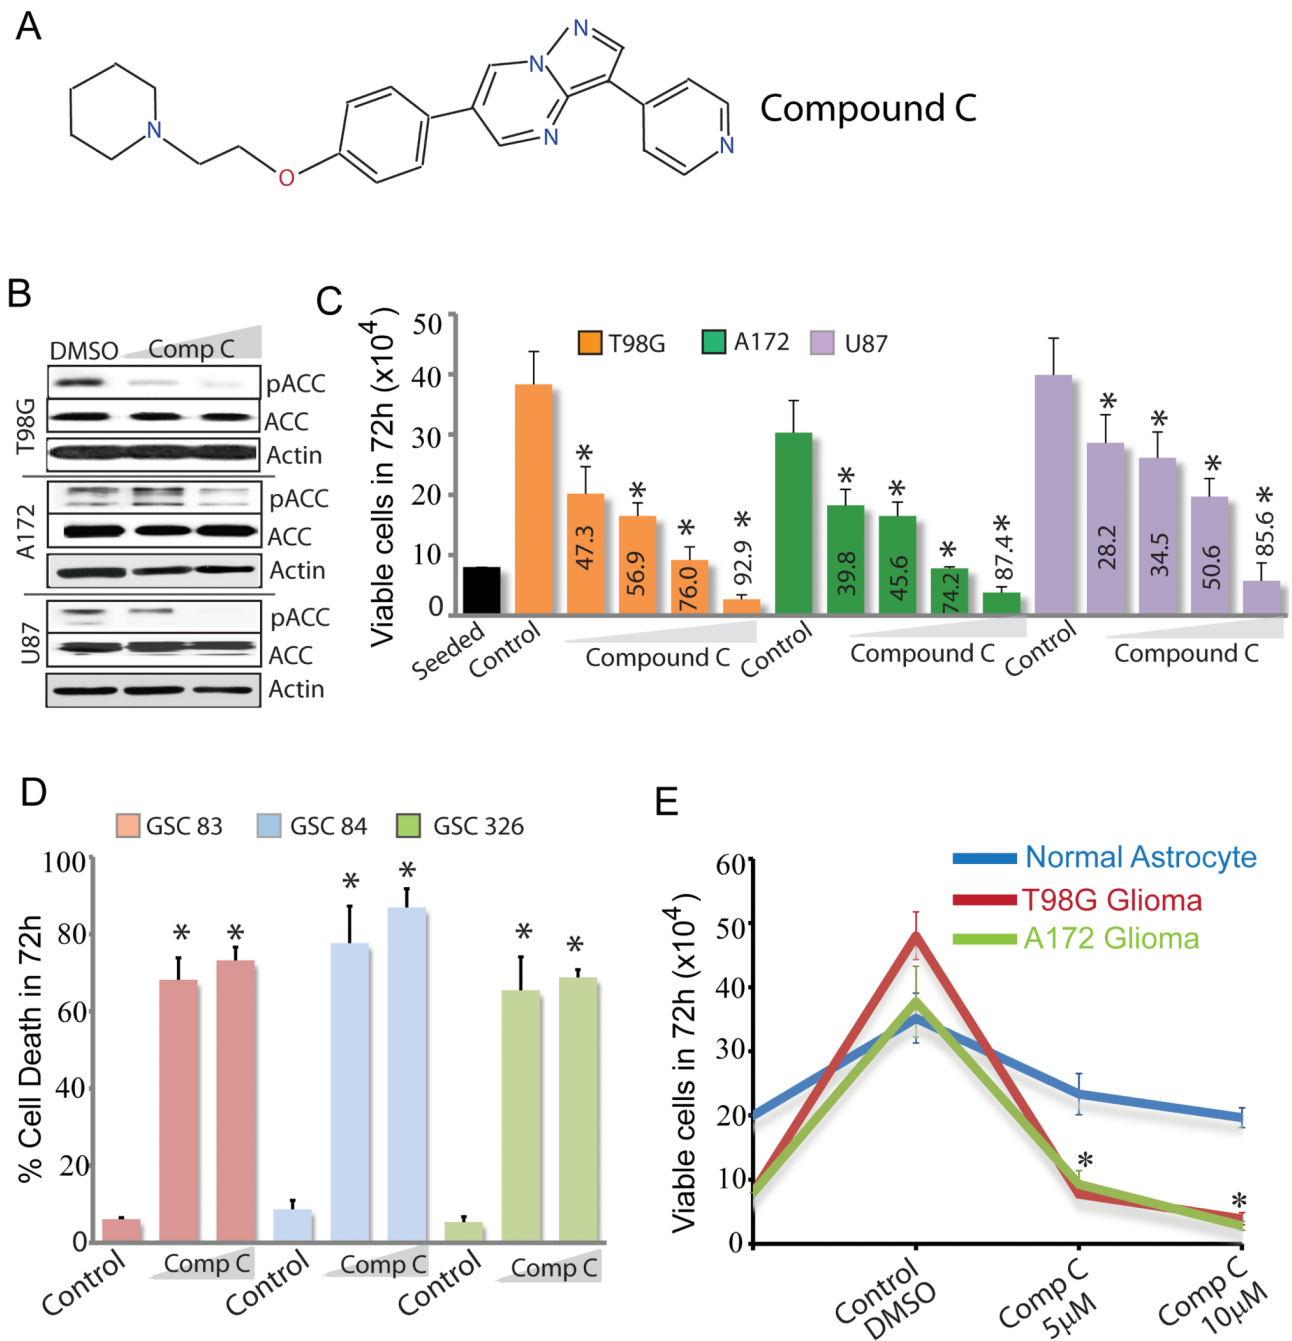 A
N
N
N
N
N
O
Compound C
B
DMSO Comp C
T98G
pACC
ACC
Actin
A172
pACC
ACC
Actin
U87
pACC
ACC
Actin
C
Viable cells in 72h (x10⁴)
50
40
30
20
10
0
T98G A172 U87
* * * *
47.3 56.9 76.0 92.9
* * * *
39.8 45.6 74.2 87.4
* * * *
28.2 34.5 50.6 85.6
Seeded Control Compound C Control Compound C Control Compound C
D
GSC 83 GSC 84 GSC 326
% Cell Death in 72h
100
80
60
40
20
0
* * * * * *
Control Comp C Control Comp C Control Comp C
E
Normal Astrocyte
T98G Glioma
A172 Glioma
Viable cells in 72h (x10⁴)
60
50
40
30
20
10
0
* *
Control
DMSO
Comp C
5µM
Comp C
10µM